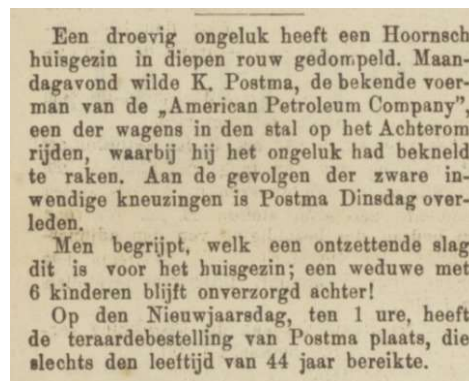 Een droevig ongeluk heeft een Hoornsch
huisgezin in diepen rouw gedompeld. Maan-
dagavond wilde K. Postma, de bekende voer-
man van de „American Petroleum Company”,
een der wagens in den stal op het Achterom
rijden, waarbij hij het ongeluk had bekneld
te raken. Aan de gevolgen der zware in-
wendige kneuzingen is Postma Dinsdag over-
leden.
Men begrijpt, welk een ontzettende slag
dit is voor het huisgezin; een weduwe met
6 kinderen blijft onverzorgd achter!
Op den Nieuwjaarsdag, ten 1 ure, heeft
de teraardebestelling van Postma plaats, die
slechts den leeftijd van 44 jaar bereikte.